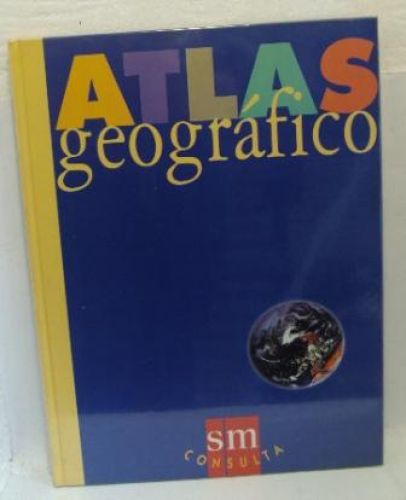 ATLAS
geográfico
sm
CONSULTA